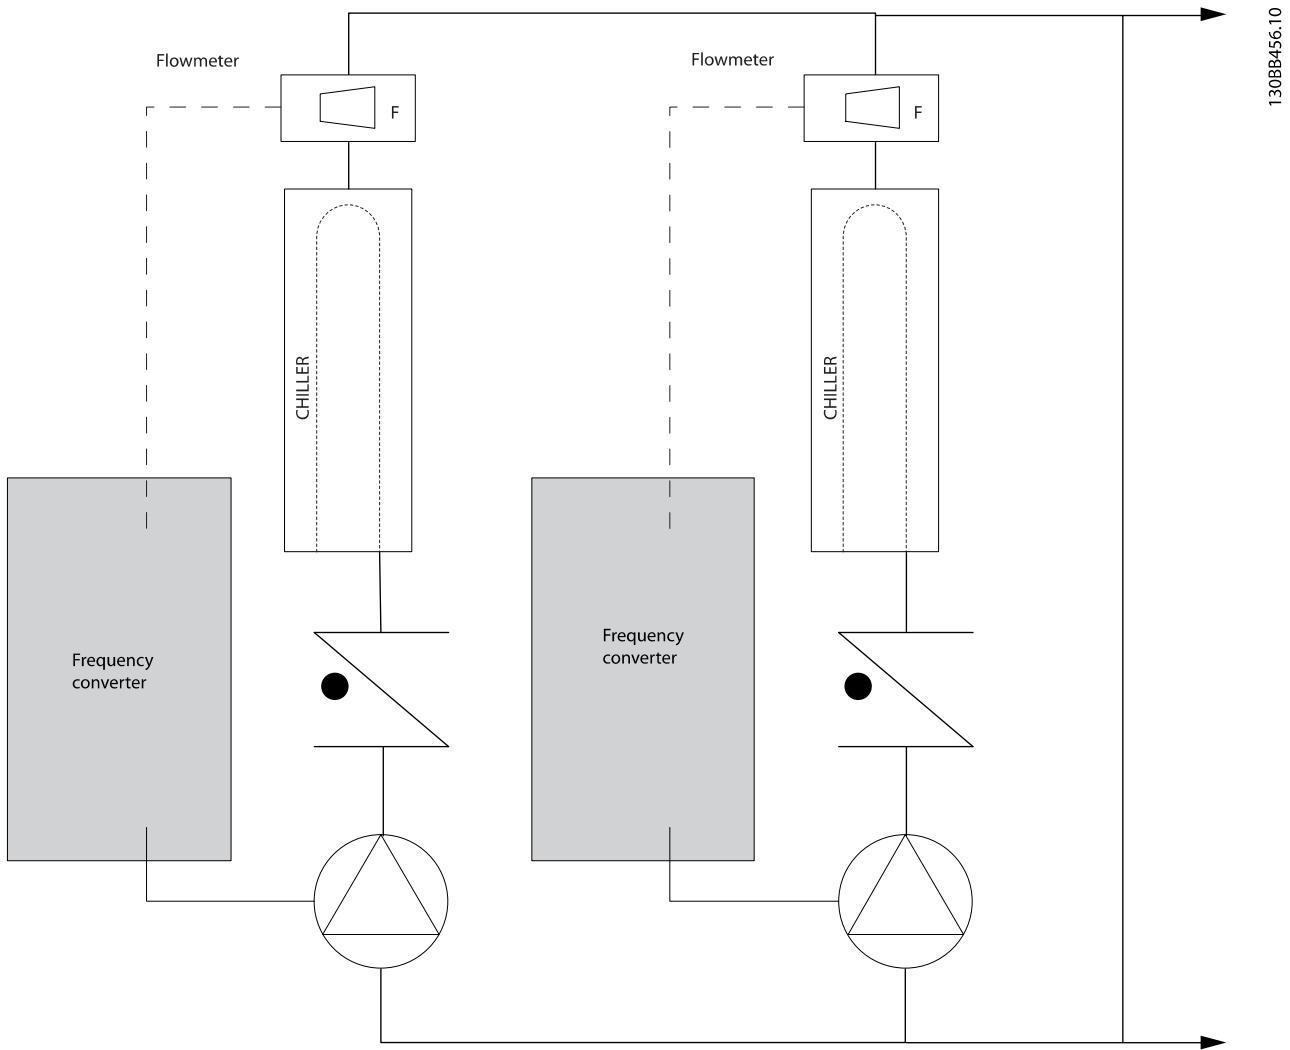 Flowmeter
F
CHILLER
Frequency
converter
Flowmeter
F
CHILLER
Frequency
converter
130BB456.10